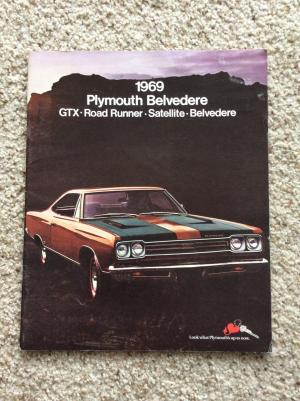 1969
Plymouth Belvedere
GTX · Road Runner · Satellite · Belvedere
Look what Plymouth's up to now.